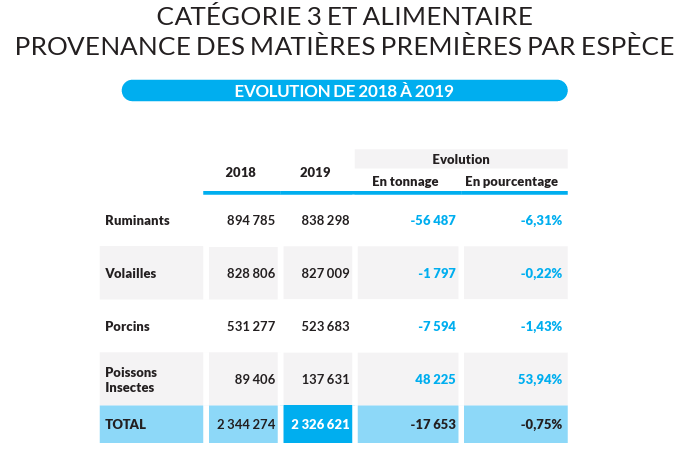 CATÉGORIE 3 ET ALIMENTAIRE
PROVENANCE DES MATIÈRES PREMIÈRES PAR ESPÈCE
EVOLUTION DE 2018 À 2019
2018 2019 Evolution
En tonnage En pourcentage
Ruminants 894 785 838 298 -56 487 -6,31%
Volailles 828 806 827 009 -1 797 -0,22%
Porcins 531 277 523 683 -7 594 -1,43%
Poissons
Insectes 89 406 137 631 48 225 53,94%
TOTAL 2 344 274 2 326 621 -17 653 -0,75%